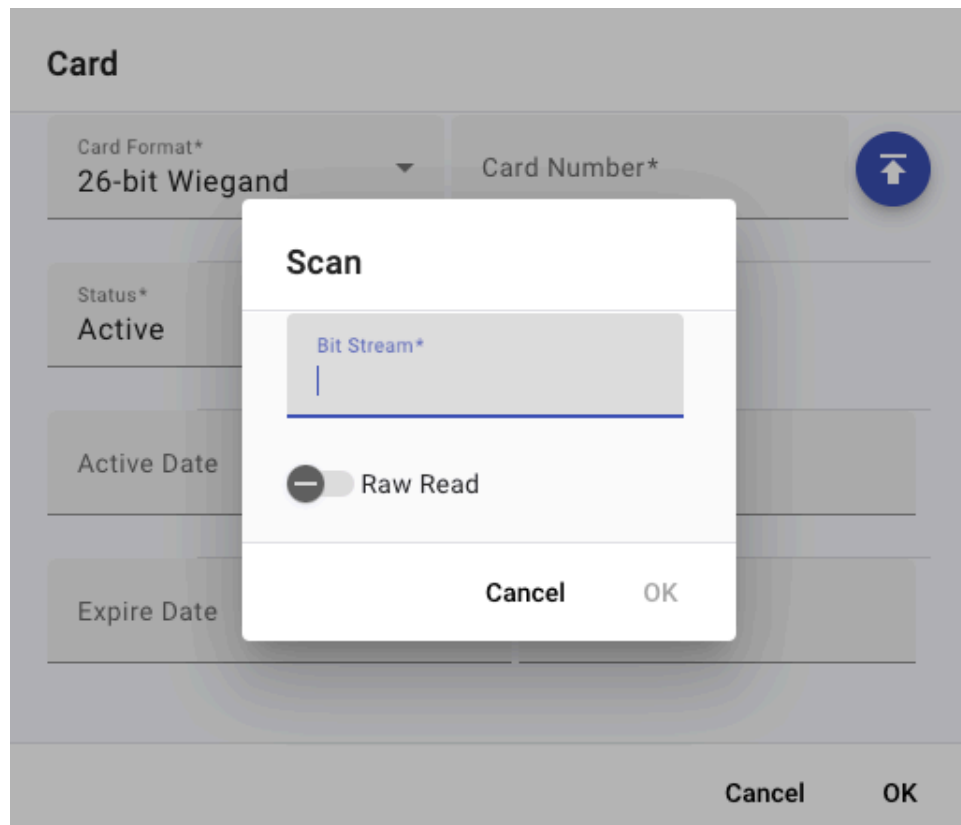 Card
Card Format*
26-bit Wiegand
Card Number*
Scan
Status*
Active
Bit Stream*
Active Date
Raw Read
Cancel
OK
Expire Date
Cancel
OK